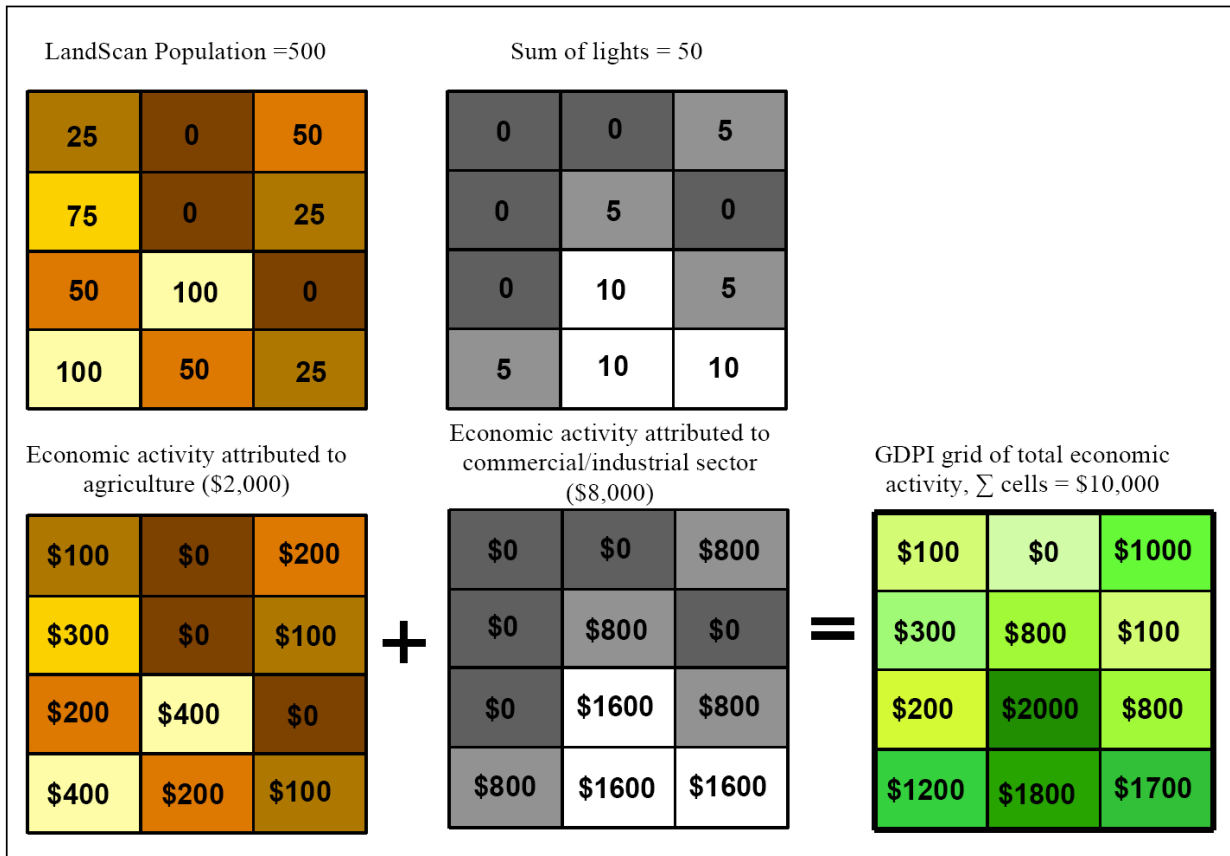 LandScan Population =500
25 0 50
75 0 25
50 100 0
100 50 25
Sum of lights = 50
0 0 5
0 5 0
0 10 5
5 10 10
Economic activity attributed to
agriculture ($2,000)
$100 $0 $200
$300 $0 $100
$200 $400 $0
$400 $200 $100
+
Economic activity attributed to
commercial/industrial sector
($8,000)
$0 $0 $800
$0 $800 $0
$0 $1600 $800
$800 $1600 $1600
=
GDPI grid of total economic
activity, ∑ cells = $10,000
$100 $0 $1000
$300 $800 $100
$200 $2000 $800
$1200 $1800 $1700